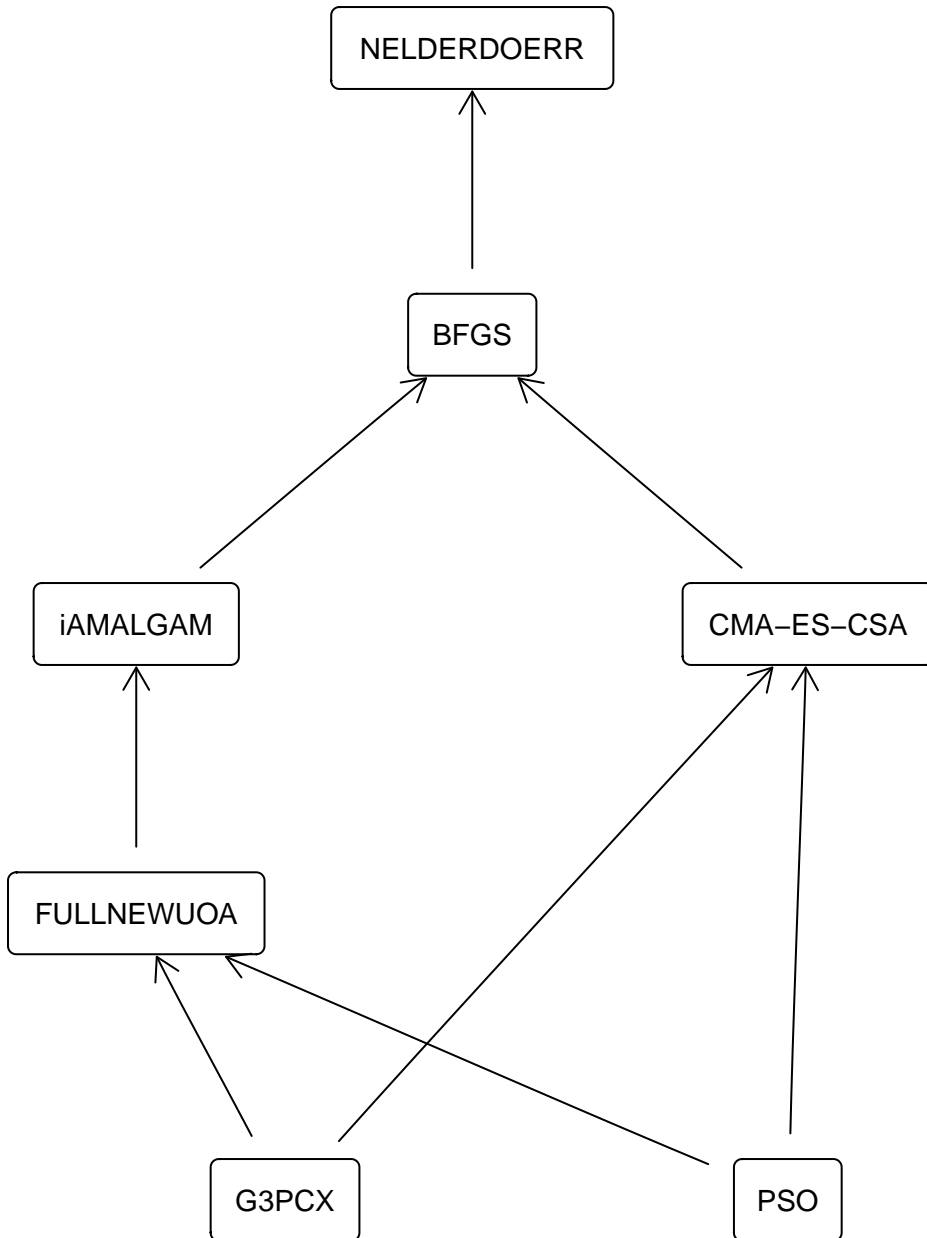 NELDERDOERR
BFGS
iAMALGAM
CMA−ES−CSA
FULLNEWUOA
G3PCX
PSO